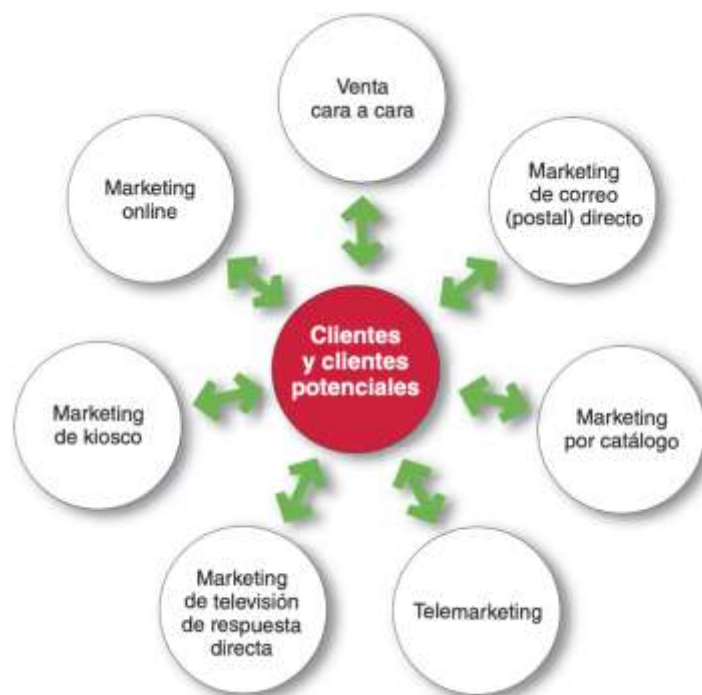 Venta
cara a cara
Marketing
de correo
(postal) directo
Marketing
por catálogo
Telemarketing
Marketing
de televisión
de respuesta
directa
Marketing
de kiosco
Marketing
online
Clientes
y clientes
potenciales